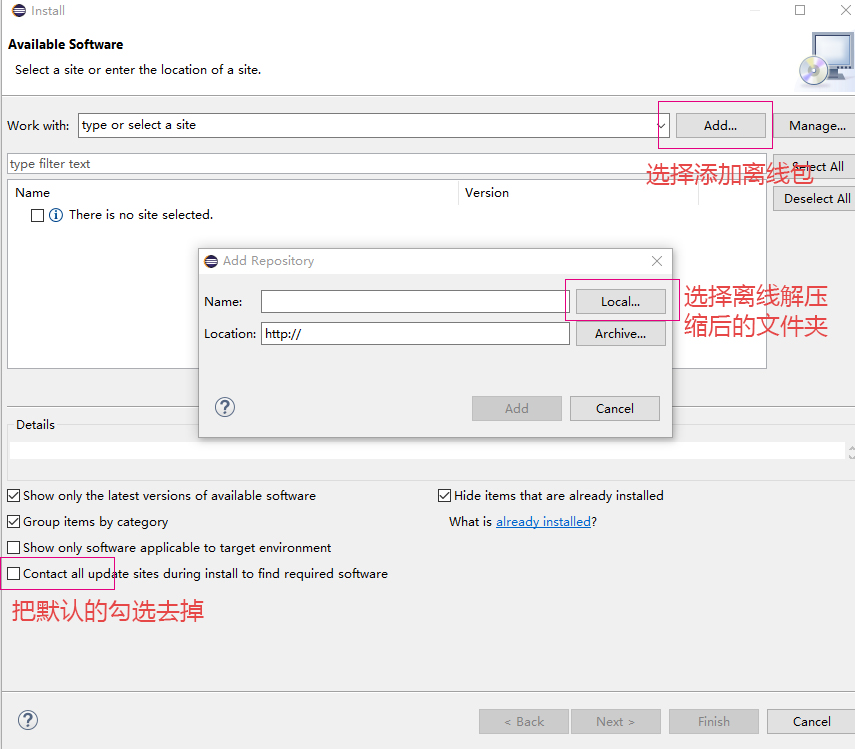 Install
Available Software
Select a site or enter the location of a site.
Work with: type or select a site Add... Manage...
type filter text Select All
选择添加离线包
Name Version Deselect All
There is no site selected.
Add Repository
Name: Local...
选择离线解压
缩后的文件夹
Location: http:// Archive...
? Add Cancel
Details
Show only the latest versions of available software Hide items that are already installed
Group items by category What is already installed?
Show only software applicable to target environment
Contact all update sites during install to find required software
把默认的勾选去掉
? < Back Next > Finish Cancel